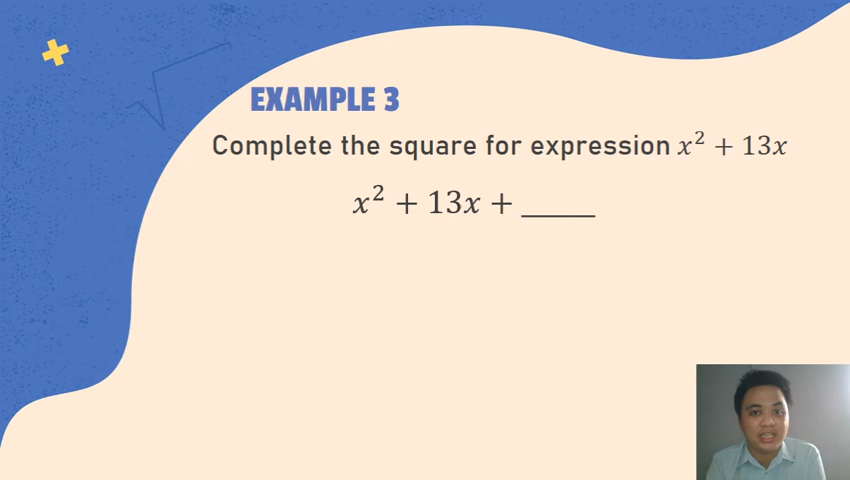 EXAMPLE 3
Complete the square for expression 𝑥² + 13𝑥
𝑥² + 13𝑥 + _____